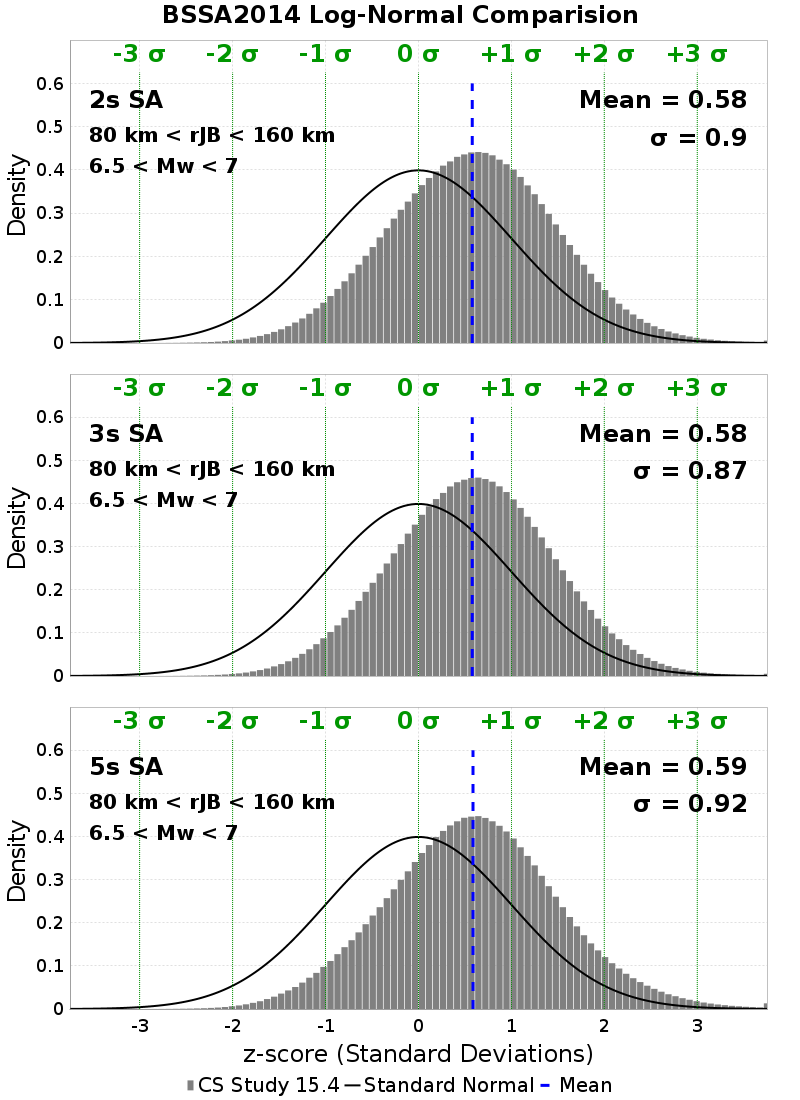 BSSA2014 Log-Normal Comparision
-3 σ -2 σ -1 σ 0 σ +1 σ +2 σ +3 σ
0.6
2s SA Mean = 0.58
0.5
80 km < rJB < 160 km σ = 0.9
6.5 < Mw < 7
0.4
0.3
0.2
0.1
0
Density
-3 σ -2 σ -1 σ 0 σ +1 σ +2 σ +3 σ
0.6
3s SA Mean = 0.58
0.5
80 km < rJB < 160 km σ = 0.87
6.5 < Mw < 7
0.4
0.3
0.2
0.1
0
Density
-3 σ -2 σ -1 σ 0 σ +1 σ +2 σ +3 σ
0.6
5s SA Mean = 0.59
0.5
80 km < rJB < 160 km σ = 0.92
6.5 < Mw < 7
0.4
0.3
0.2
0.1
0
Density
-3 -2 -1 0 1 2 3
z-score (Standard Deviations)
CS Study 15.4 Standard Normal Mean